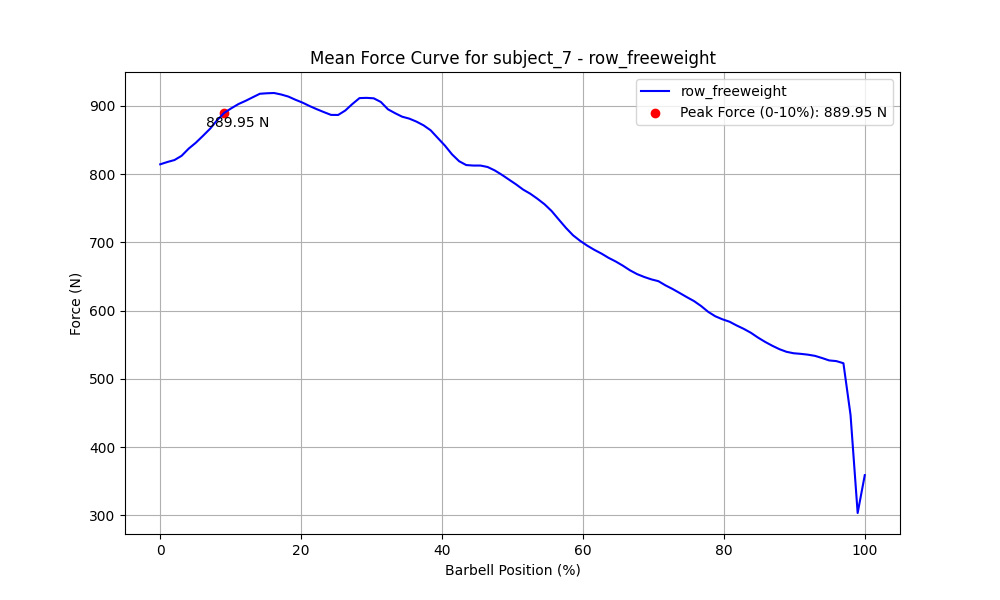 Mean Force Curve for subject_7 - row_freeweight
row_freeweight
Peak Force (0-10%): 889.95 N
889.95 N
900
800
700
600
500
400
300
Force (N)
0 20 40 60 80 100
Barbell Position (%)